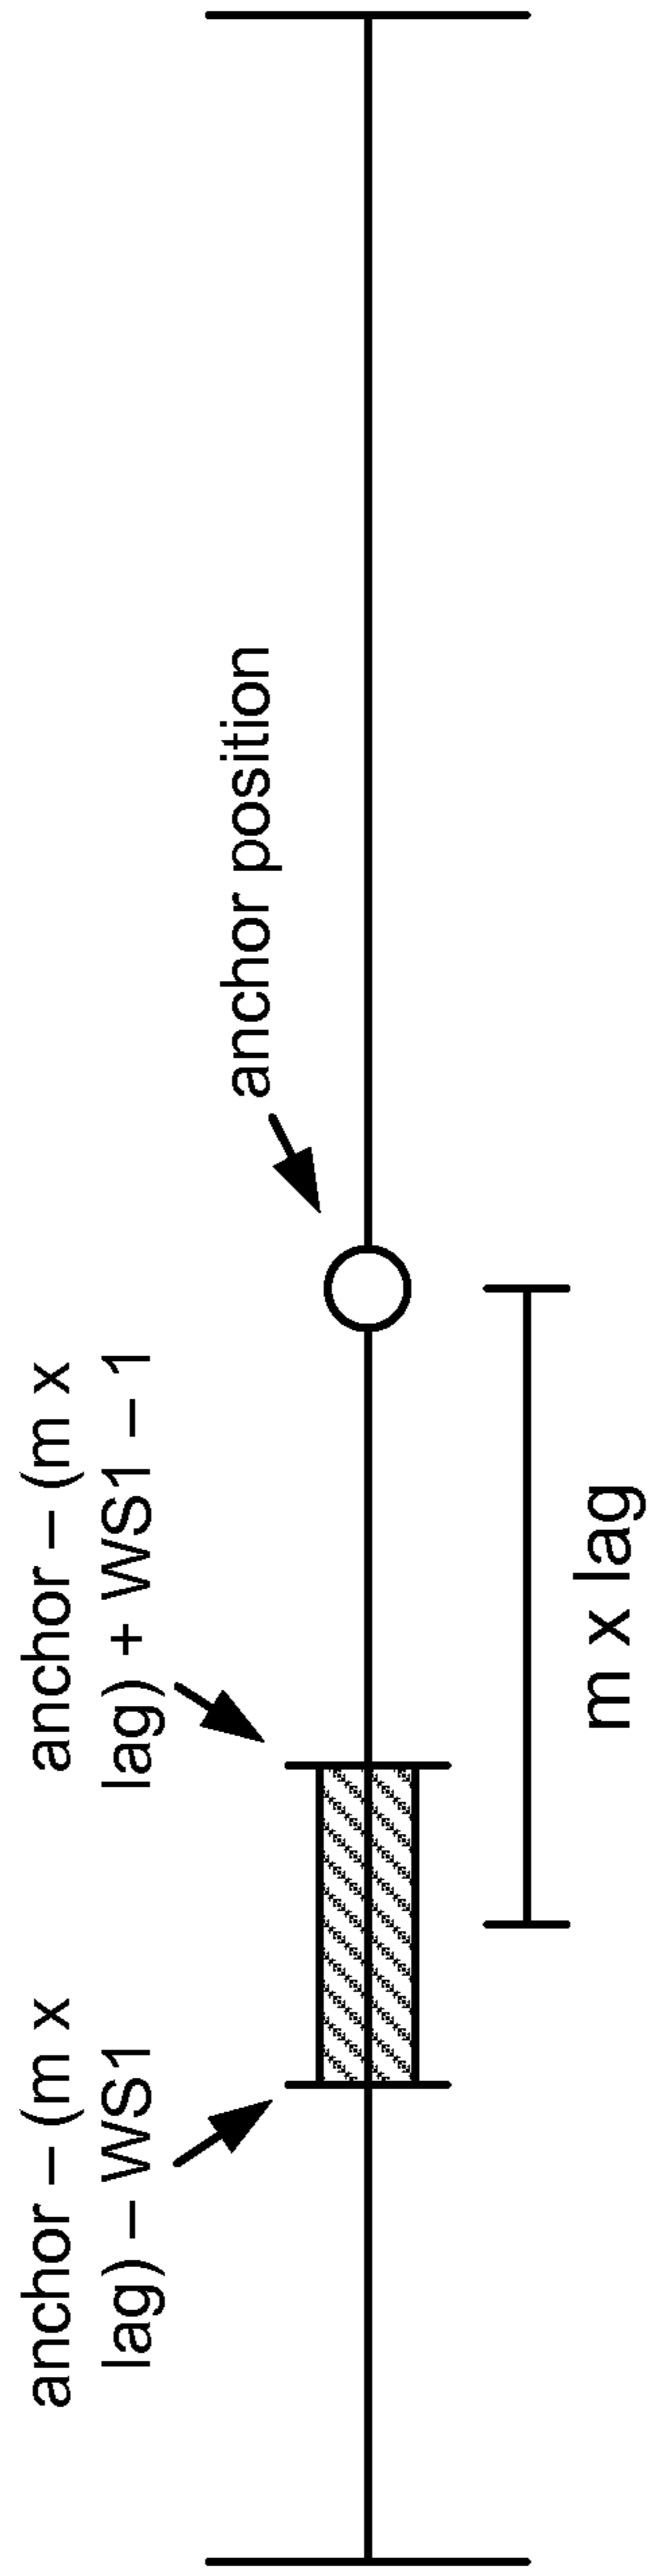 anchor – (m x
lag) – WS1
anchor – (m x
lag) + WS1 – 1
anchor position
m x lag